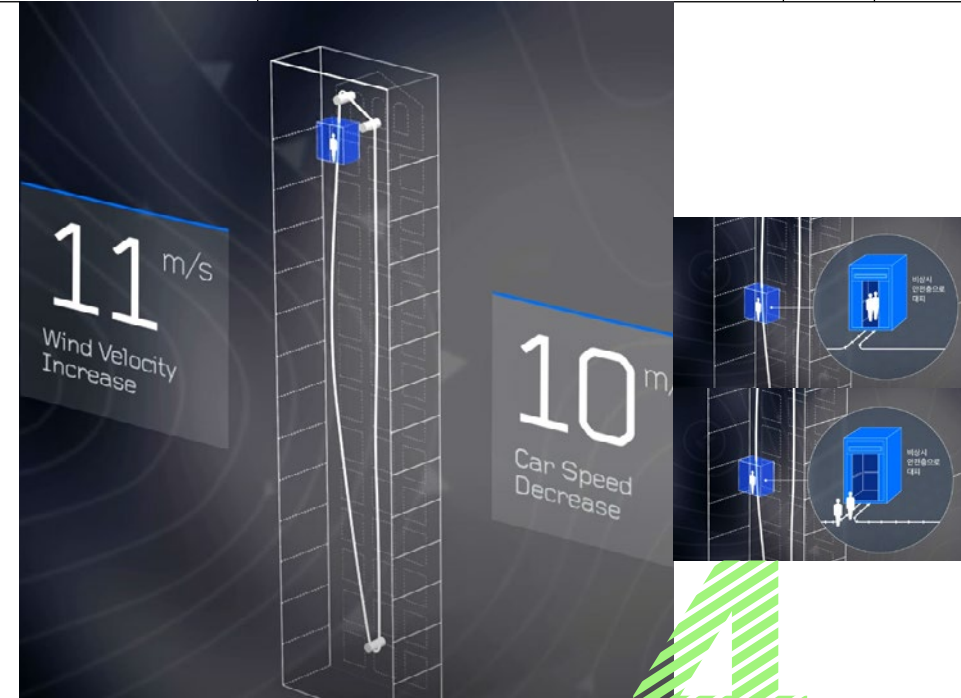 11 m/s
Wind Velocity
Increase
10 m/
Car Speed
Decrease
비상시
안전층으로
대피
비상시
안전층으로
대피
4